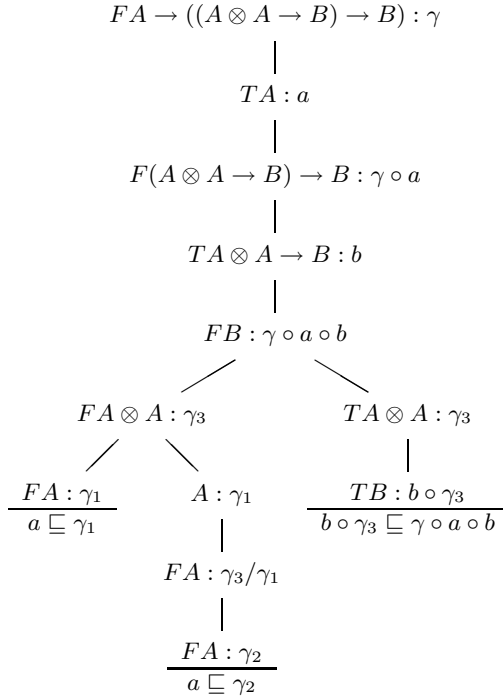 FA → ((A ⊗ A → B) → B) : γ
TA : a
F(A ⊗ A → B) → B : γ ∘ a
TA ⊗ A → B : b
FB : γ ∘ a ∘ b
FA ⊗ A : γ₃
TA ⊗ A : γ₃
FA : γ₁
A : γ₁
TB : b ∘ γ₃
a ⊑ γ₁
b ∘ γ₃ ⊑ γ ∘ a ∘ b
FA : γ₃/γ₁
FA : γ₂
a ⊑ γ₂